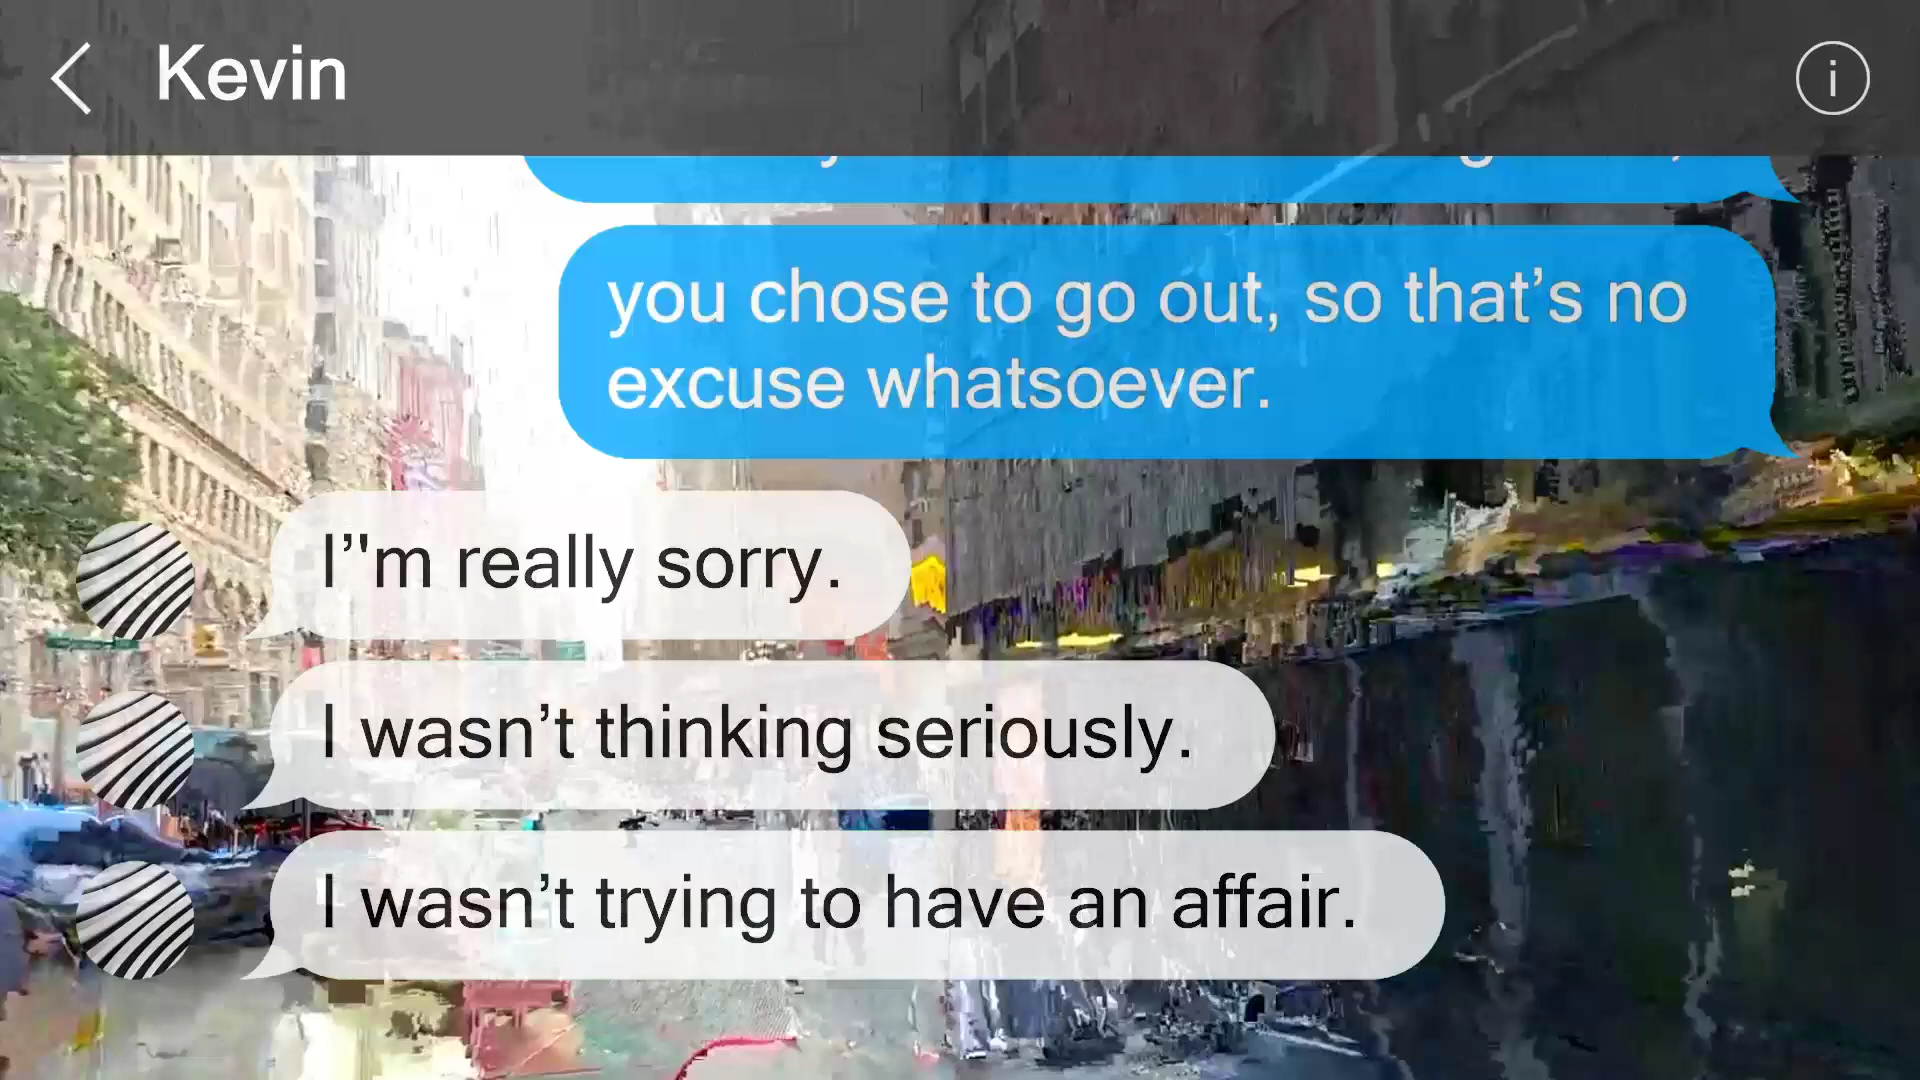 Kevin
you chose to go out, so that’s no
excuse whatsoever.
I’"m really sorry.
I wasn’t thinking seriously.
I wasn’t trying to have an affair.